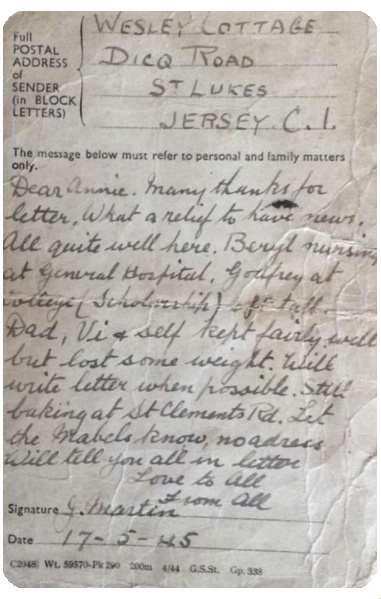 Full
POSTAL
ADDRESS
of
SENDER
(in BLOCK
LETTERS)
WESLEY COTTAGE
DICQ ROAD
ST LUKES
JERSEY. C.I.
The message below must refer to personal and family matters
only.
Dear Annie. Many thanks for
letter. What a relief to have news.
All quite well here. Beryl nursing
at General Hospital. Godfrey at
College (Scholarship) 6ft tall.
Dad, Vi & self kept fairly well
but lost some weight. Will
write letter when possible. Still
baking at St Clements Rd. Let
the Mabels know, no adress
Will tell you all in letter
Love to All
From All
Signature G. Martin
Date 17-5-45
C2048) Wt. 59570-Pk 290 200m 4/44 G.S.St. Gp. 338